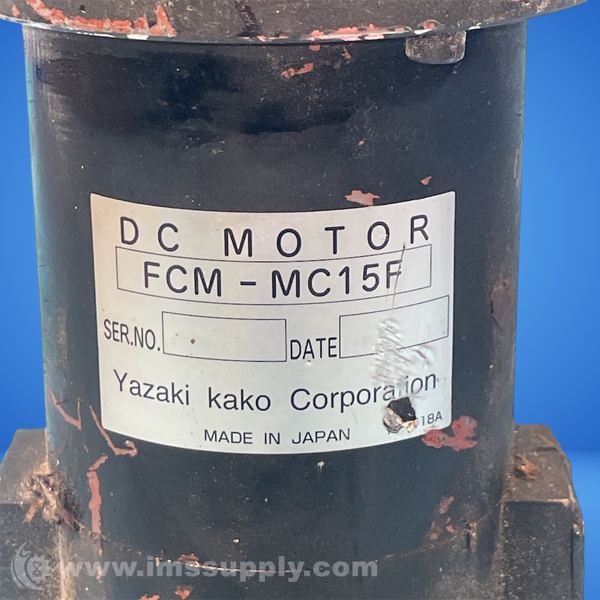 DC MOTOR
FCM-MC15F
SER.NO. DATE
Yazaki kako Corporation
MADE IN JAPAN
www.imssupply.com